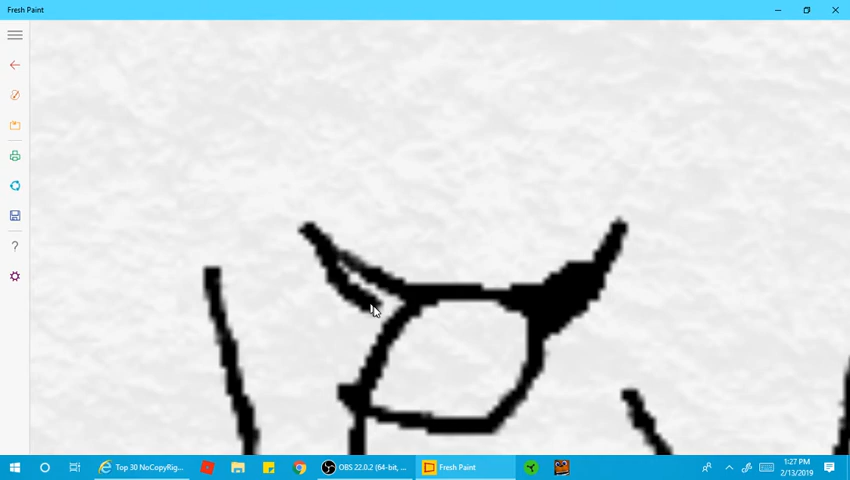 Fresh Paint
Top 30 NoCopyRig...
OBS 22.0.2 (64-bit, ...
Fresh Paint
1:27 PM
2/13/2019